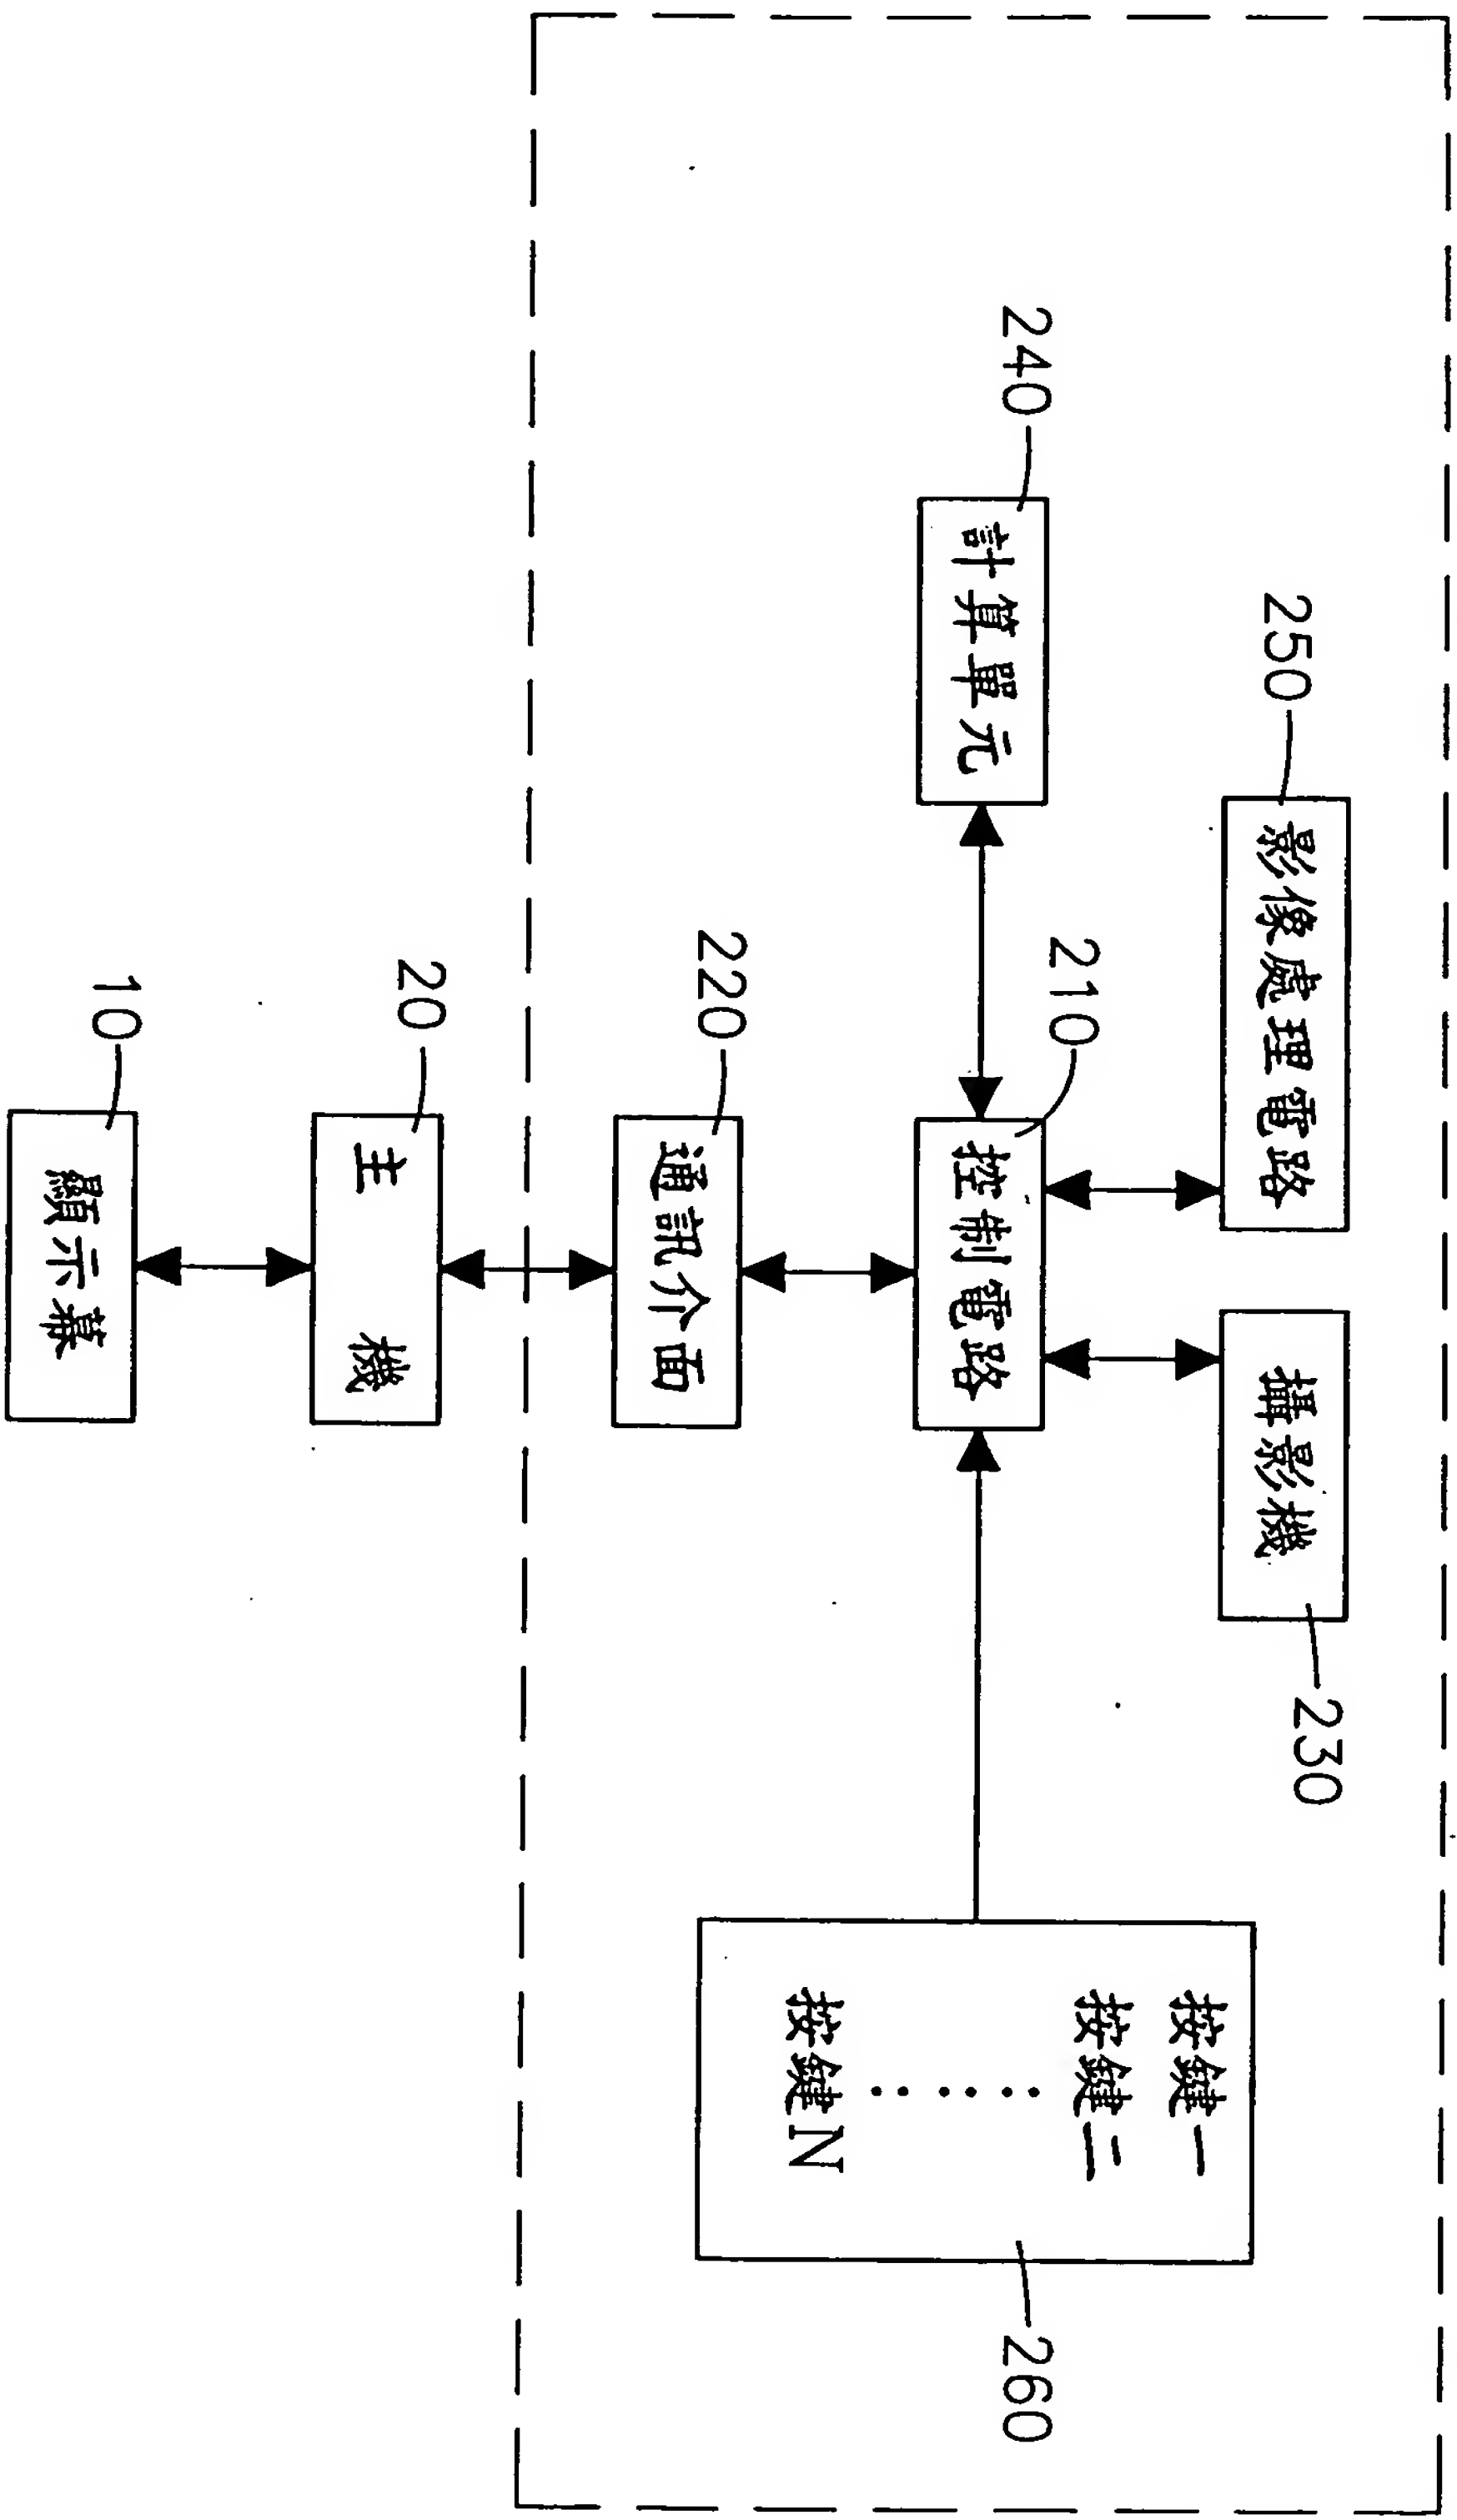 250
影像處理電路
攝影機
230
240
計算單元
210
控制電路
按鍵一
按鍵二
......
按鍵N
260
220
通訊介面
20
主機
10
顯示幕